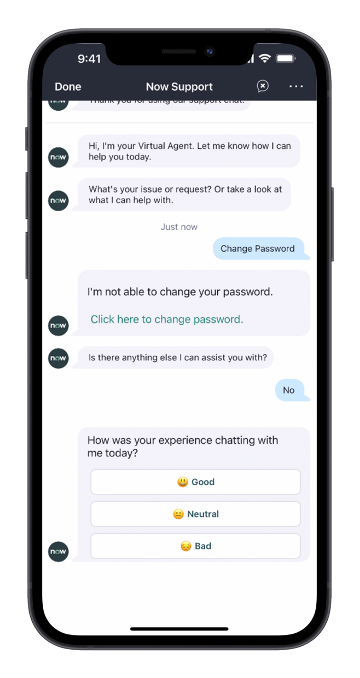 9:41
Done Now Support
now Thank you for using our support chat.
Hi, I'm your Virtual Agent. Let me know how I can
help you today.
now
What's your issue or request? Or take a look at
what I can help with.
now
Just now
Change Password
I'm not able to change your password.
Click here to change password.
now
now Is there anything else I can assist you with?
No
How was your experience chatting with
me today?
Good
Neutral
Bad
now